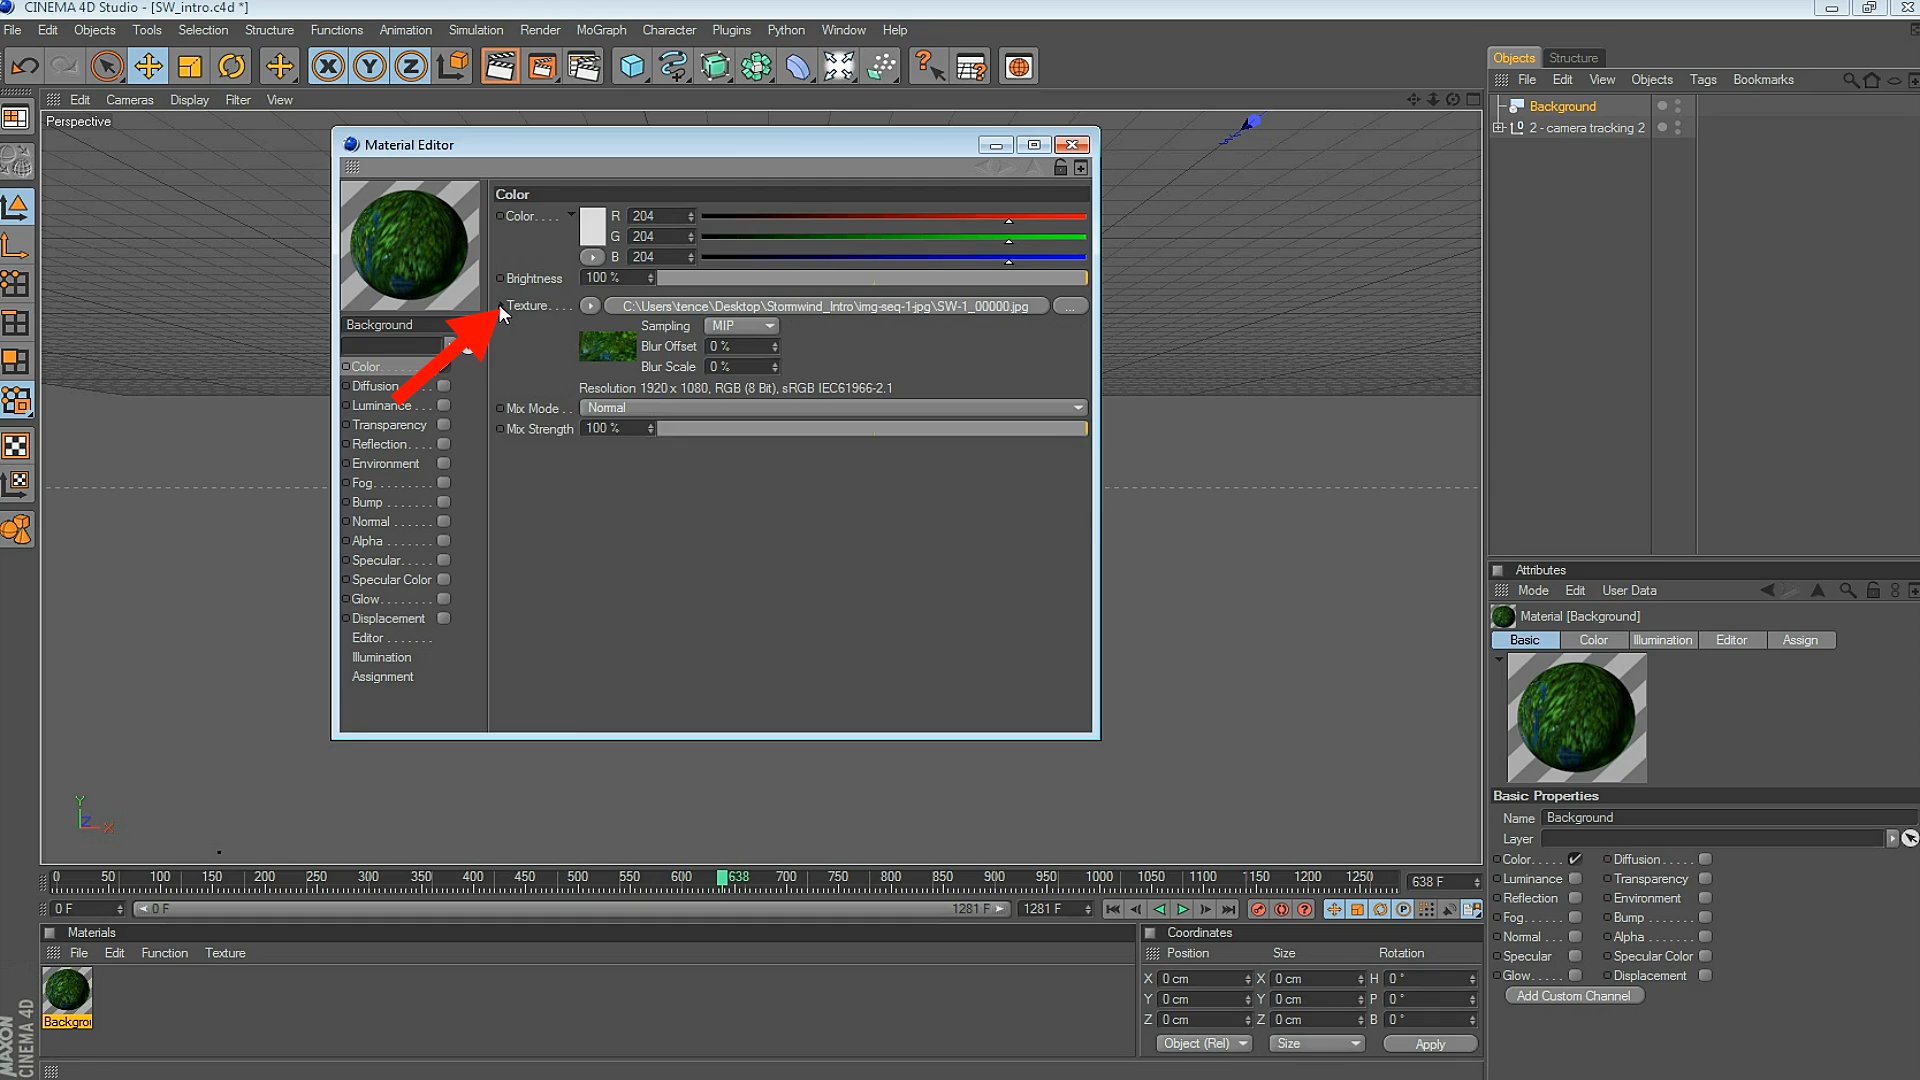 CINEMA 4D Studio - [SW_intro.c4d *]
File Edit Objects Tools Selection Structure Functions Animation Simulation Render MoGraph Character Plugins Python Window Help
Objects Structure
File Edit View Objects Tags Bookmarks
Edit Cameras Display Filter View
Perspective
Background
2 - camera tracking 2
Material Editor
Color
Color. . . . R 204
G 204
B 204
Brightness 100 %
Texture. . . . C:\Users\tence\Desktop\Stormwind_Intro\img-seq-1-jpg\SW-1_00000.jpg ...
Sampling MIP
Blur Offset 0 %
Blur Scale 0 %
Resolution 1920 x 1080, RGB (8 Bit), sRGB IEC61966-2.1
Mix Mode . . Normal
Mix Strength 100 %
Background
Color. . . . . . . .
Diffusion
Luminance . . .
Transparency
Reflection. . . .
Environment
Fog. . . . . . . .
Bump . . . . . . .
Normal . . . . . .
Alpha . . . . . . .
Specular. . . . .
Specular Color
Glow. . . . . . . .
Displacement
Editor . . . . . . .
Illumination
Assignment
Attributes
Mode Edit User Data
Material [Background]
Basic Color Illumination Editor Assign
Basic Properties
Name Background
Layer
Color. . . . . Diffusion . . . . .
Luminance Transparency
Reflection Environment
Fog. . . . . . Bump . . . . . . .
Normal . . . Alpha . . . . . . .
Specular Specular Color
Glow. . . . . Displacement
Add Custom Channel
Y
Z X
0 50 100 150 200 250 300 350 400 450 500 550 600 638 700 750 800 850 900 950 1000 1050 1100 1150 1200 1250 638 F
0 F 0 F 1281 F 1281 F
Materials
File Edit Function Texture
Backgroi
Coordinates
Position Size Rotation
X 0 cm X 0 cm H 0 °
Y 0 cm Y 0 cm P 0 °
Z 0 cm Z 0 cm B 0 °
Object (Rel) Size Apply
MAXON
CINEMA 4D